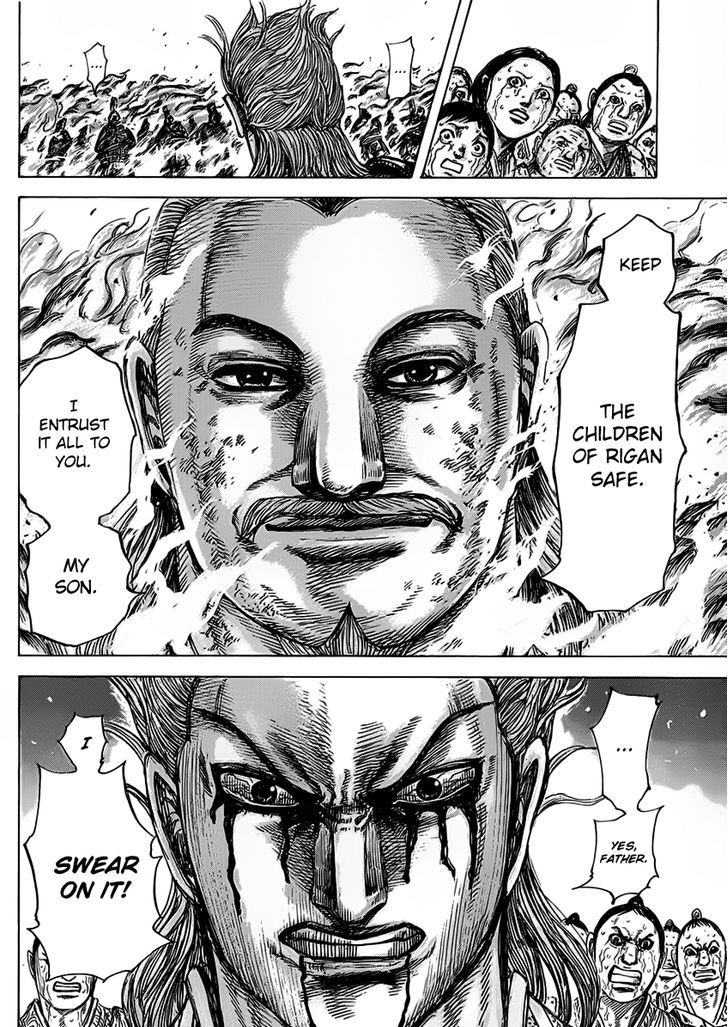 ...
...
KEEP
THE
CHILDREN
OF RIGAN
SAFE.
I
ENTRUST
IT ALL TO
YOU.
MY
SON.
...
YES,
FATHER.
I
SWEAR
ON IT!